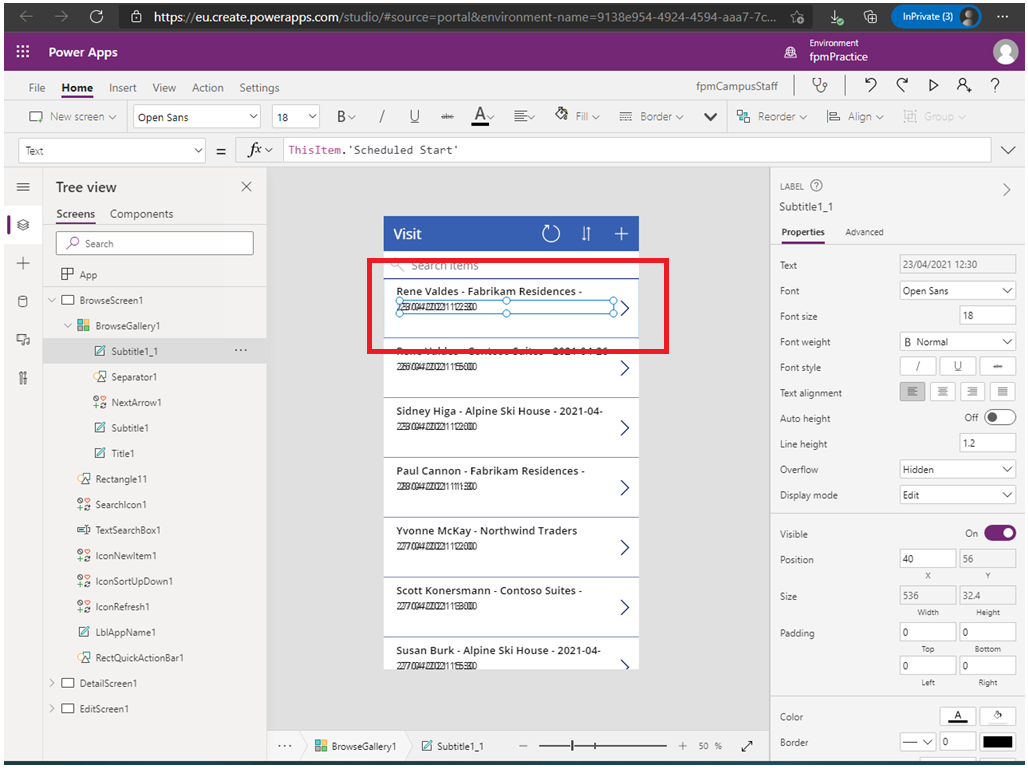 https://eu.create.powerapps.com/studio/#source=portal&environment-name=9138e954-4924-4594-aaa7-7c...
InPrivate (3)
Power Apps
Environment
fpmPractice
File Home Insert View Action Settings
fpmCampusStaff
New screen
Open Sans
18
B
Border
Fill
Reorder
Align
Group
Text
= fx ThisItem.'Scheduled Start'
Tree view
Screens Components
Search
App
BrowseScreen1
BrowseGallery1
Subtitle1_1
Separator1
NextArrow1
Subtitle1
Title1
Rectangle11
SearchIcon1
TextSearchBox1
IconNewItem1
IconSortUpDown1
IconRefresh1
LblAppName1
RectQuickActionBar1
DetailScreen1
EditScreen1
Visit
Search items
Rene Valdes - Fabrikam Residences -
Rene Valdes - Contoso Suites - 2021-04-26
Sidney Higa - Alpine Ski House - 2021-04-
Paul Cannon - Fabrikam Residences -
Yvonne McKay - Northwind Traders
Scott Konersmann - Contoso Suites -
Susan Burk - Alpine Ski House - 2021-04-
BrowseGallery1
Subtitle1_1
50 %
LABEL
Subtitle1_1
Properties Advanced
Text 23/04/2021 12:30
Font Open Sans
Font size 18
Font weight B Normal
Font style
Text alignment
Auto height Off
Line height 1.2
Overflow Hidden
Display mode Edit
Visible On
Position 40 56
X Y
Size 536 32.4
Width Height
Padding 0 0
Top Bottom
0 0
Left Right
Color
Border 0